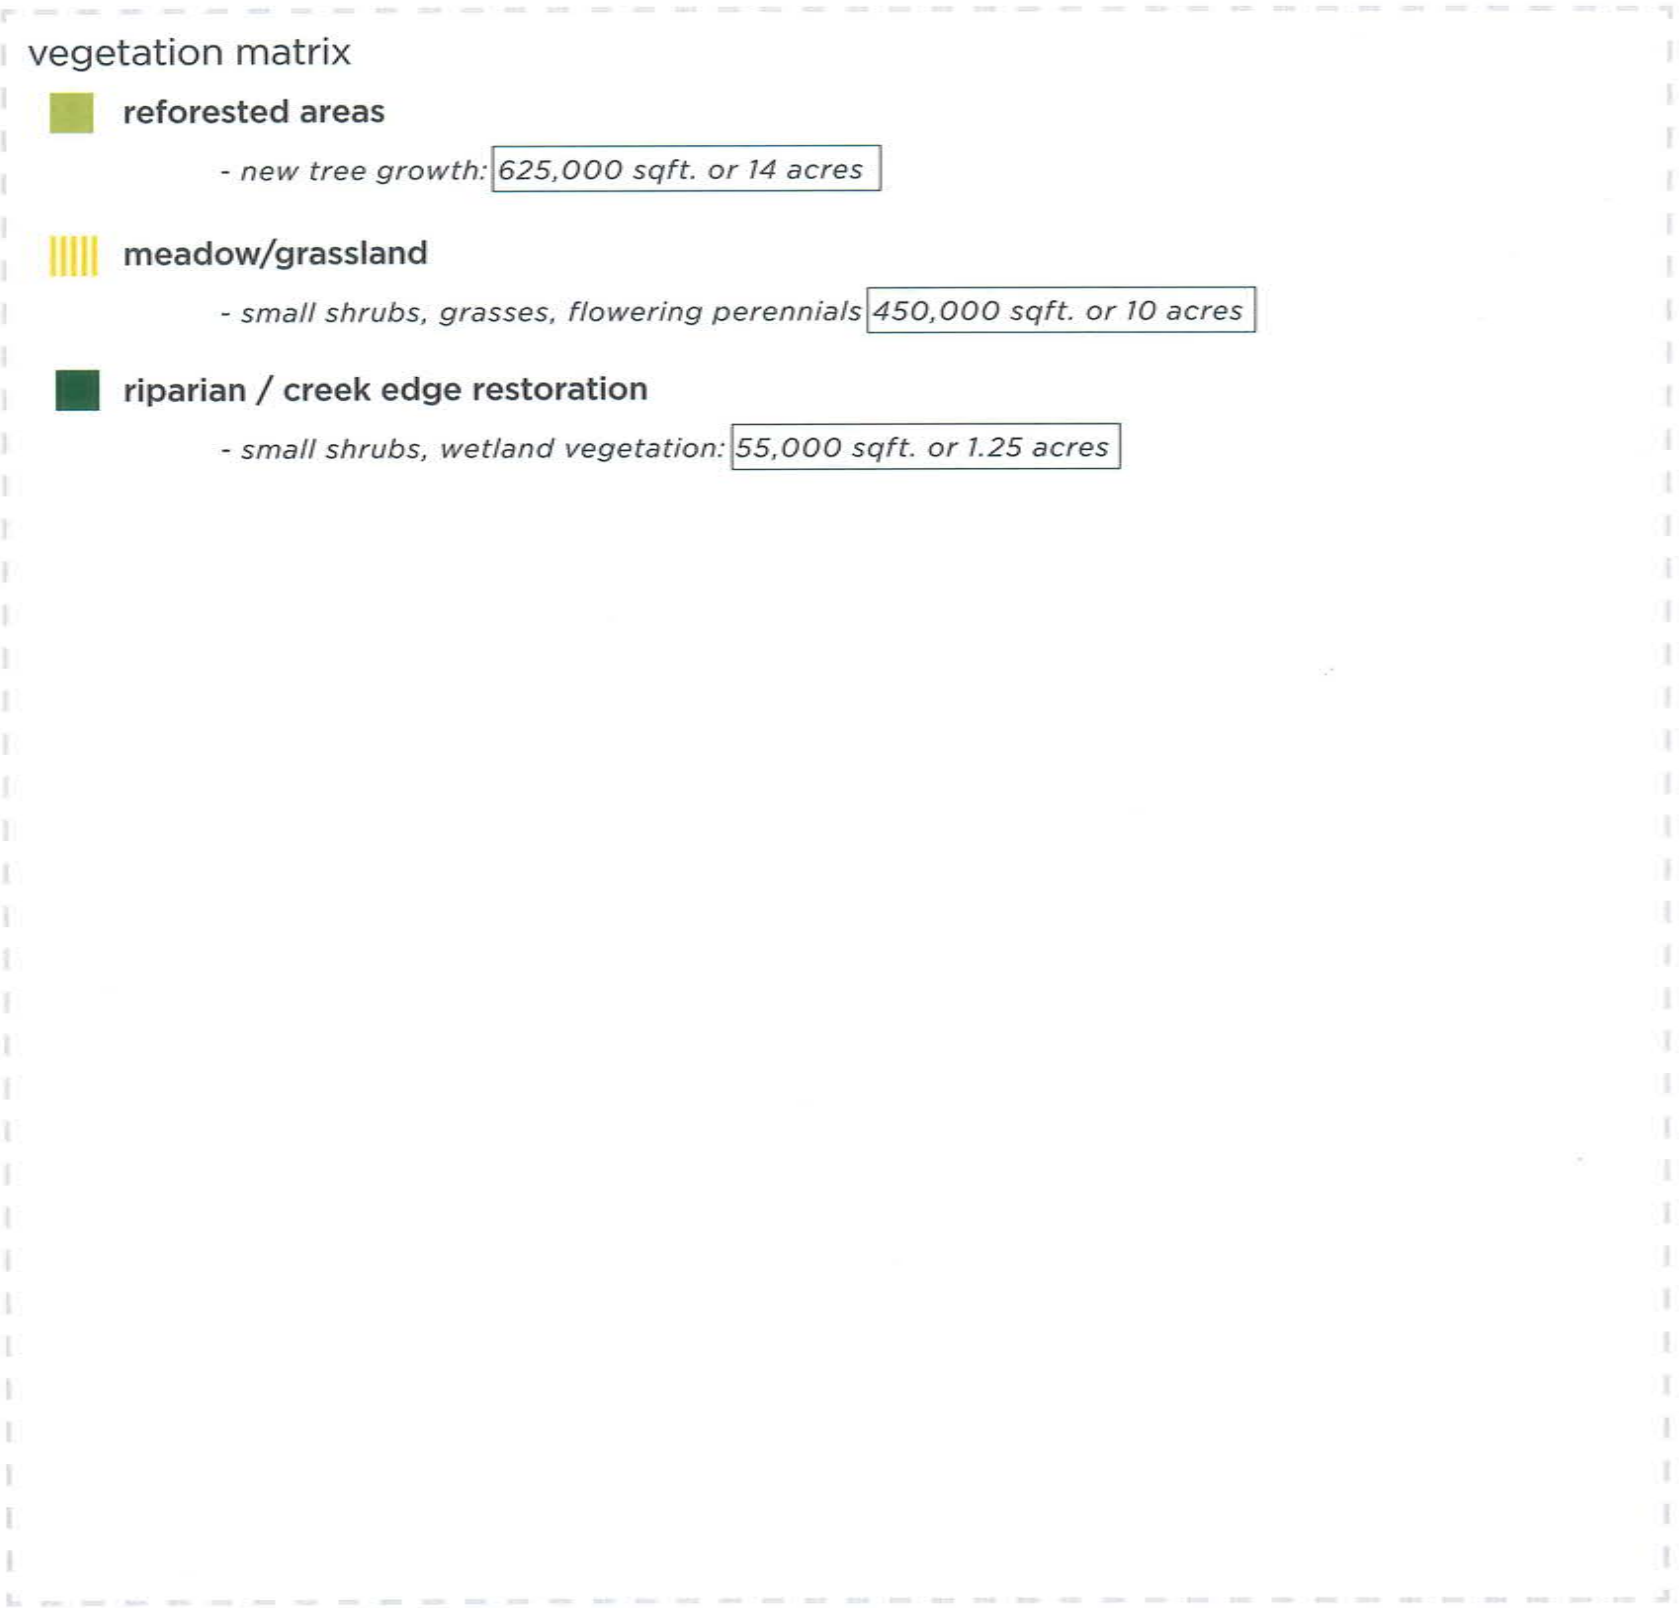 vegetation matrix
reforested areas
- new tree growth: 625,000 sqft. or 14 acres
meadow/grassland
- small shrubs, grasses, flowering perennials 450,000 sqft. or 10 acres
riparian / creek edge restoration
- small shrubs, wetland vegetation: 55,000 sqft. or 1.25 acres